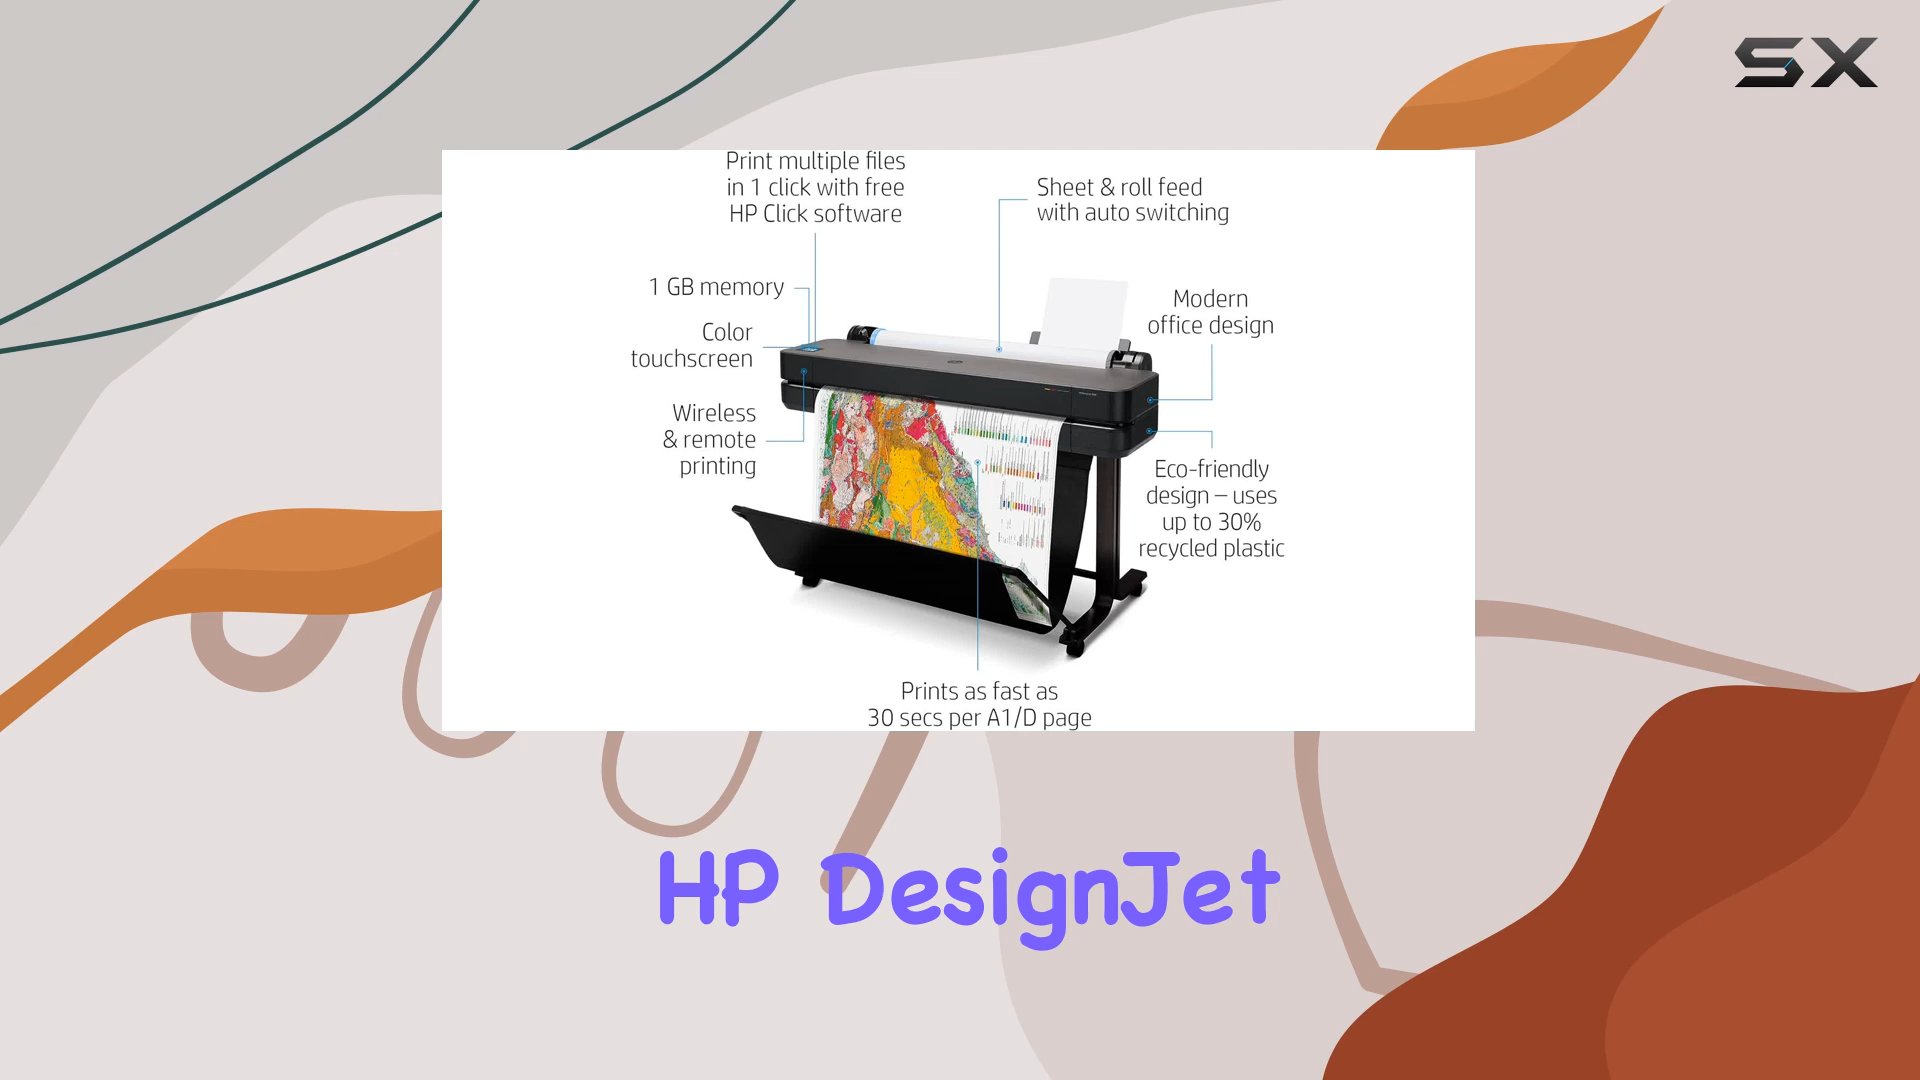 SX
Print multiple files
in 1 click with free
HP Click software
Sheet & roll feed
with auto switching
1 GB memory
Color
touchscreen
Modern
office design
Wireless
& remote
printing
Eco-friendly
design – uses
up to 30%
recycled plastic
Prints as fast as
30 secs per A1/D page
HP DesignJet